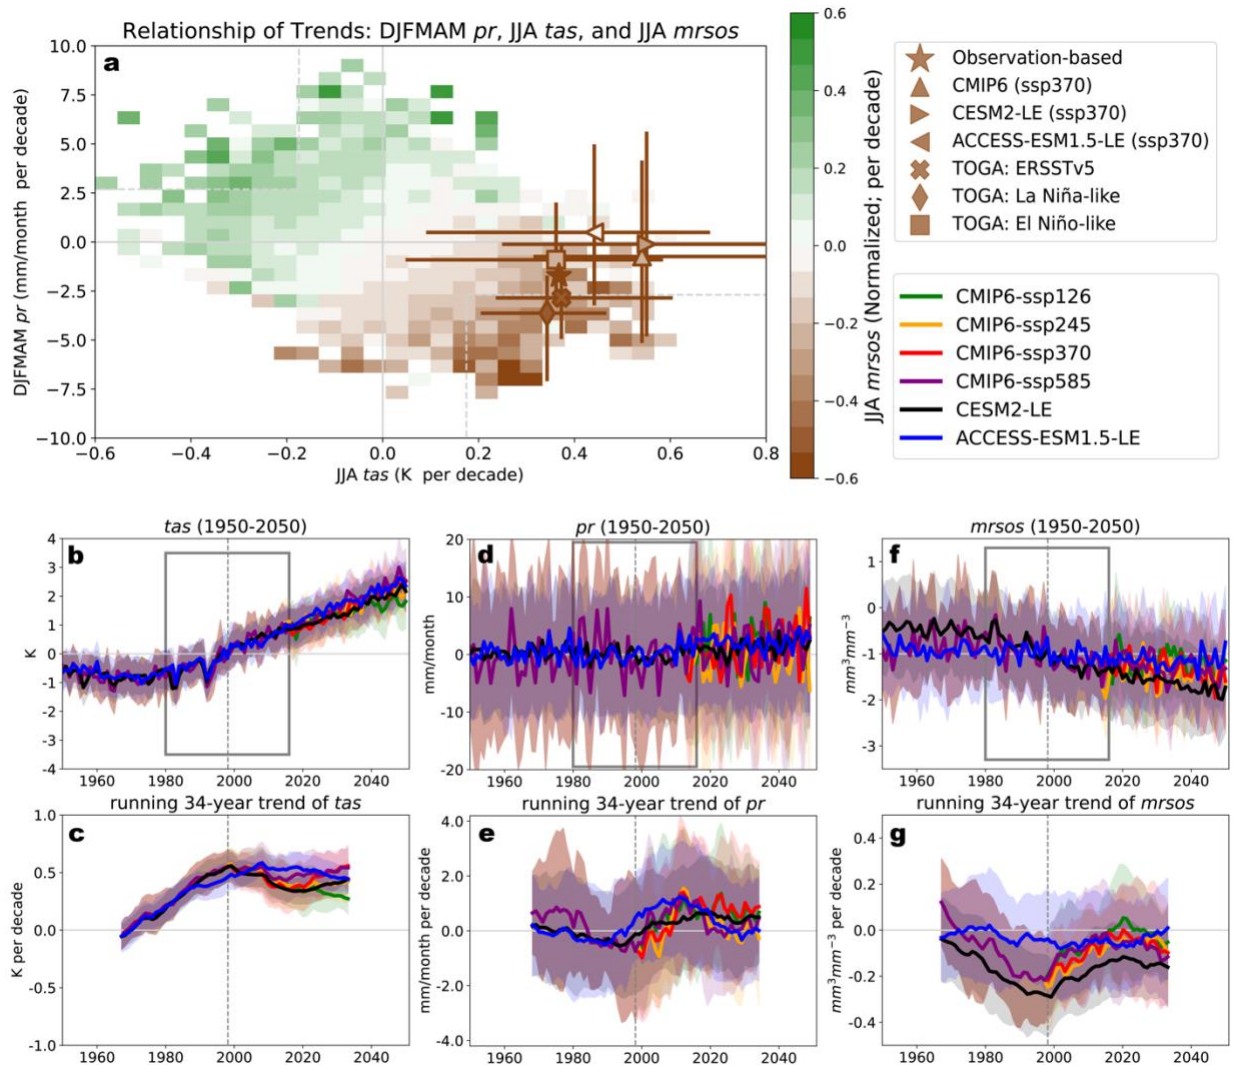 Relationship of Trends: DJFMAM pr, JJA tas, and JJA mrsos
a
DJFMAM pr (mm/month per decade)
10.0
7.5
5.0
2.5
0.0
−2.5
−5.0
−7.5
−10.0
−0.6 −0.4 −0.2 0.0 0.2 0.4 0.6 0.8
JJA tas (K per decade)
0.6
0.4
0.2
0.0
−0.2
−0.4
−0.6
JJA mrsos (Normalized; per decade)
Observation-based
CMIP6 (ssp370)
CESM2-LE (ssp370)
ACCESS-ESM1.5-LE (ssp370)
TOGA: ERSSTv5
TOGA: La Niña-like
TOGA: El Niño-like
CMIP6-ssp126
CMIP6-ssp245
CMIP6-ssp370
CMIP6-ssp585
CESM2-LE
ACCESS-ESM1.5-LE
tas (1950-2050)
b
K
4
3
2
1
0
−1
−2
−3
−4
1960 1980 2000 2020 2040
pr (1950-2050)
d
mm/month
20
10
0
−10
−20
1960 1980 2000 2020 2040
mrsos (1950-2050)
f
mm³mm⁻³
1
0
−1
−2
−3
1960 1980 2000 2020 2040
running 34-year trend of tas
c
K per decade
1.0
0.5
0.0
−0.5
−1.0
1960 1980 2000 2020 2040
running 34-year trend of pr
e
mm/month per decade
4.0
2.0
0.0
−2.0
−4.0
1960 1980 2000 2020 2040
running 34-year trend of mrsos
g
mm³mm⁻³ per decade
0.4
0.2
0.0
−0.2
−0.4
1960 1980 2000 2020 2040